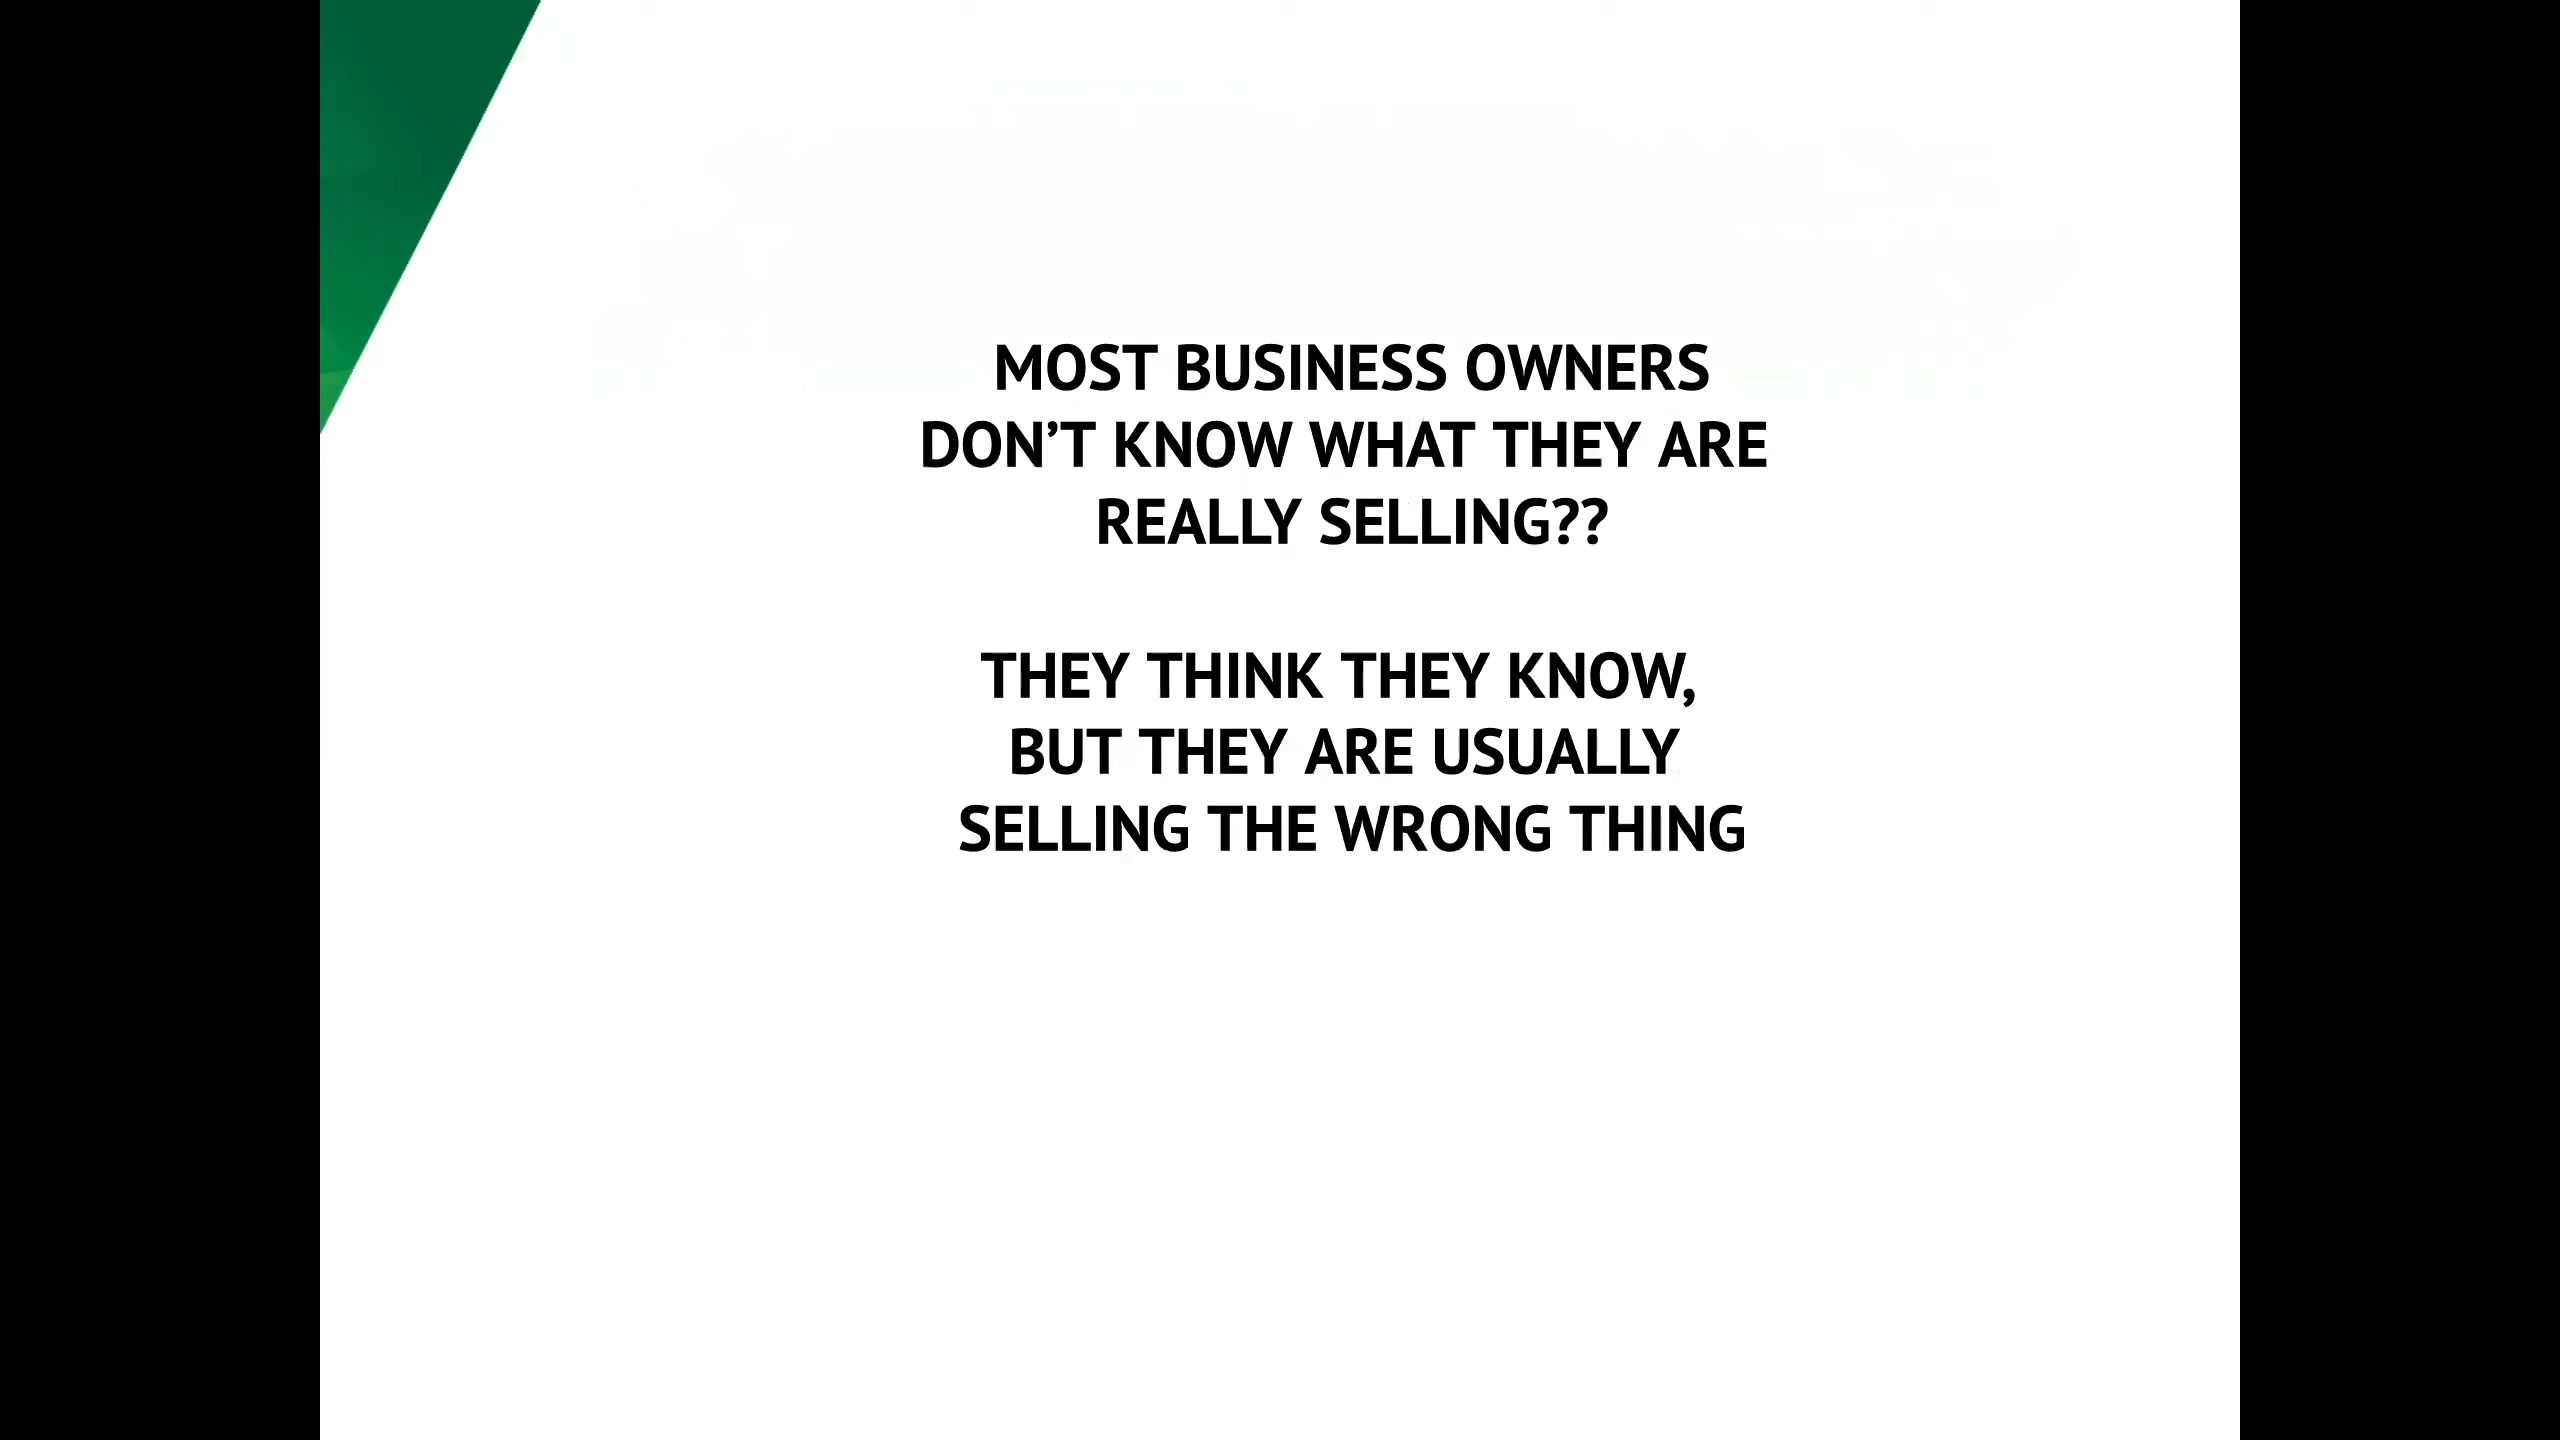 MOST BUSINESS OWNERS
DON’T KNOW WHAT THEY ARE
REALLY SELLING??
THEY THINK THEY KNOW,
BUT THEY ARE USUALLY
SELLING THE WRONG THING